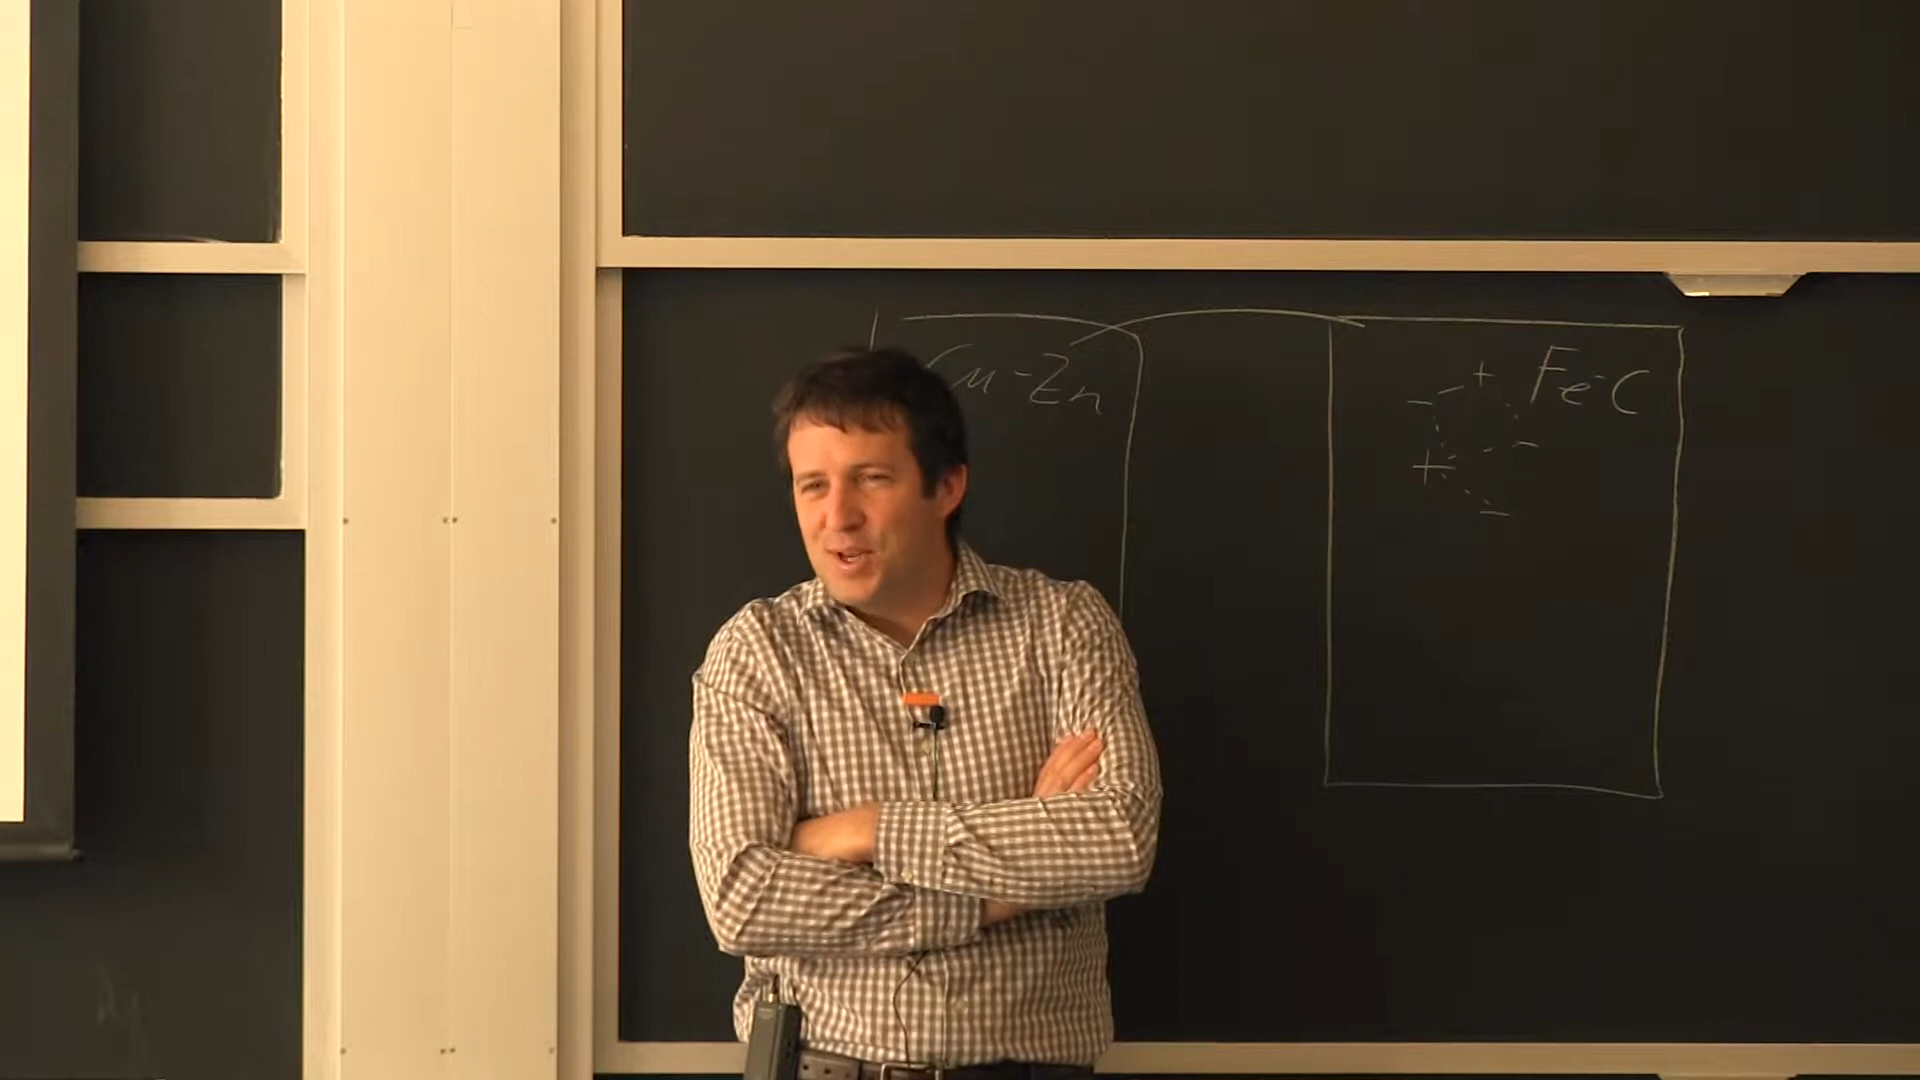 Cu-Zn
- + Fe-C
-
+
-